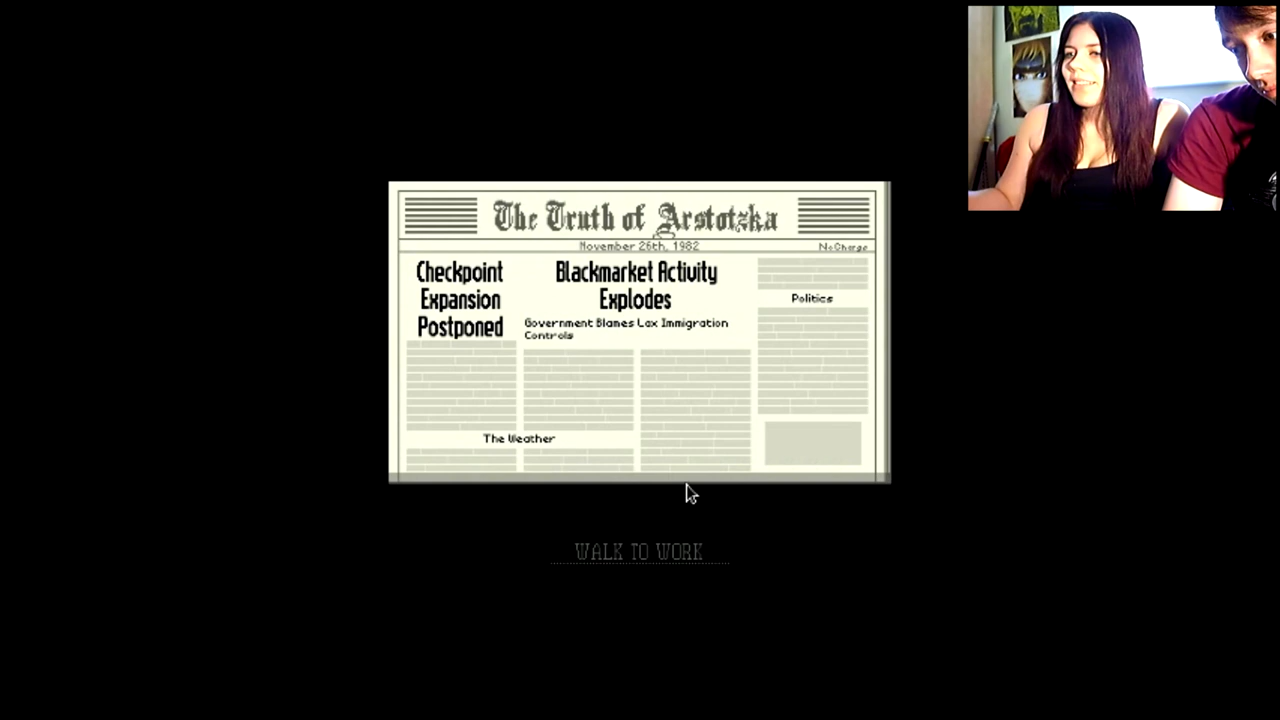 The Truth of Arstotzka
November 26th, 1982
No Charge
Checkpoint
Expansion
Postponed
Blackmarket Activity
Explodes
Government Blames Lax Immigration
Controls
Politics
The Weather
WALK TO WORK